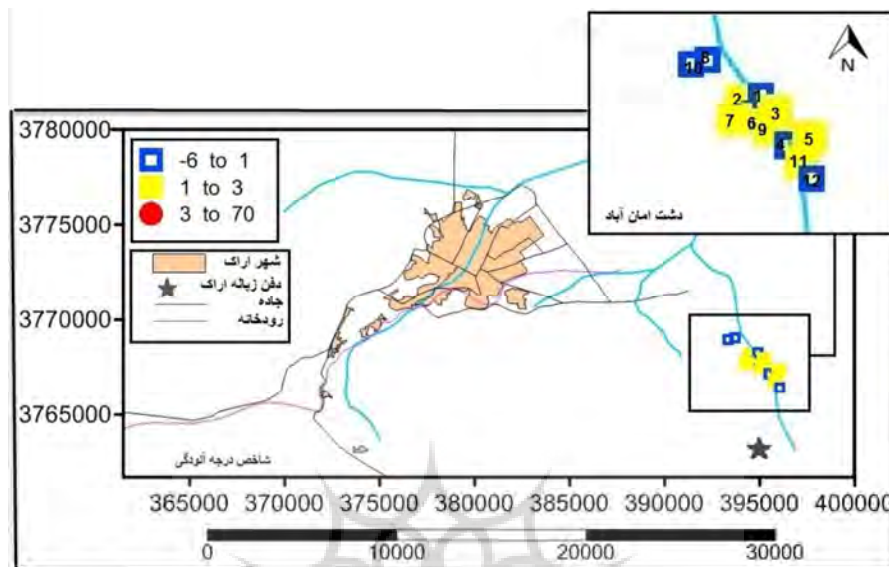 N
10 8
1
2
3
7 6
9
5
4
11
12
دشت امان آباد
3780000
3775000
3770000
3765000
-6 to 1
1 to 3
3 to 70
شهر اراک
دفن زباله اراک
جاده
رودخانه
شاخص درجه آلودگی
365000 370000 375000 380000 385000 390000 395000 400000
0 10000 20000 30000